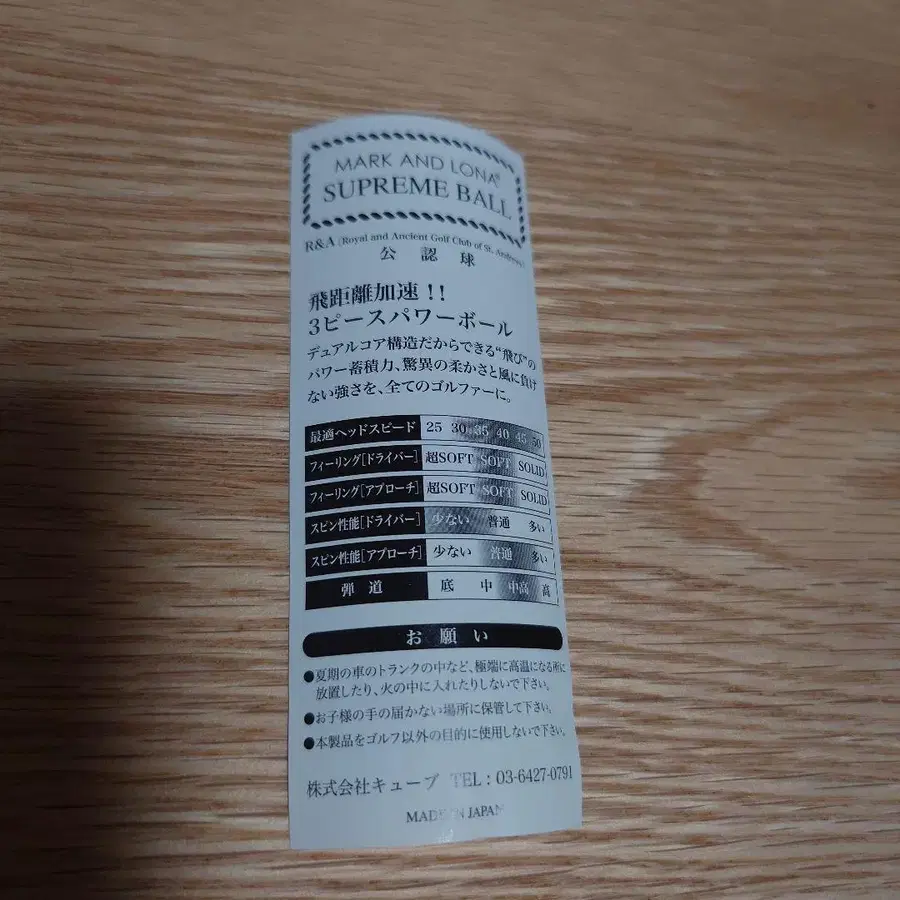 MARK AND LONA®
SUPREME BALL
R&A (Royal and Ancient Golf Club of St. Andrews)
公認球
飛距離加速!!
3ピースパワーボール
デュアルコア構造だからできる“飛び”の
パワー蓄積力、驚異の柔かさと風に負け
ない強さを、全てのゴルファーに。
最適ヘッドスピード 25 30 35 40 45 50
フィーリング[ドライバー] 超SOFT SOFT SOLID
フィーリング[アプローチ] 超SOFT SOFT SOLID
スピン性能[ドライバー] 少ない 普通 多い
スピン性能[アプローチ] 少ない 普通 多い
弾道 底 中 中高 高
お願い
●夏期の車のトランクの中など、極端に高温になる所に
放置したり、火の中に入れたりしないで下さい。
●お子様の手の届かない場所に保管して下さい。
●本製品をゴルフ以外の目的に使用しないで下さい。
株式会社キューブ TEL : 03-6427-0791
MADE IN JAPAN